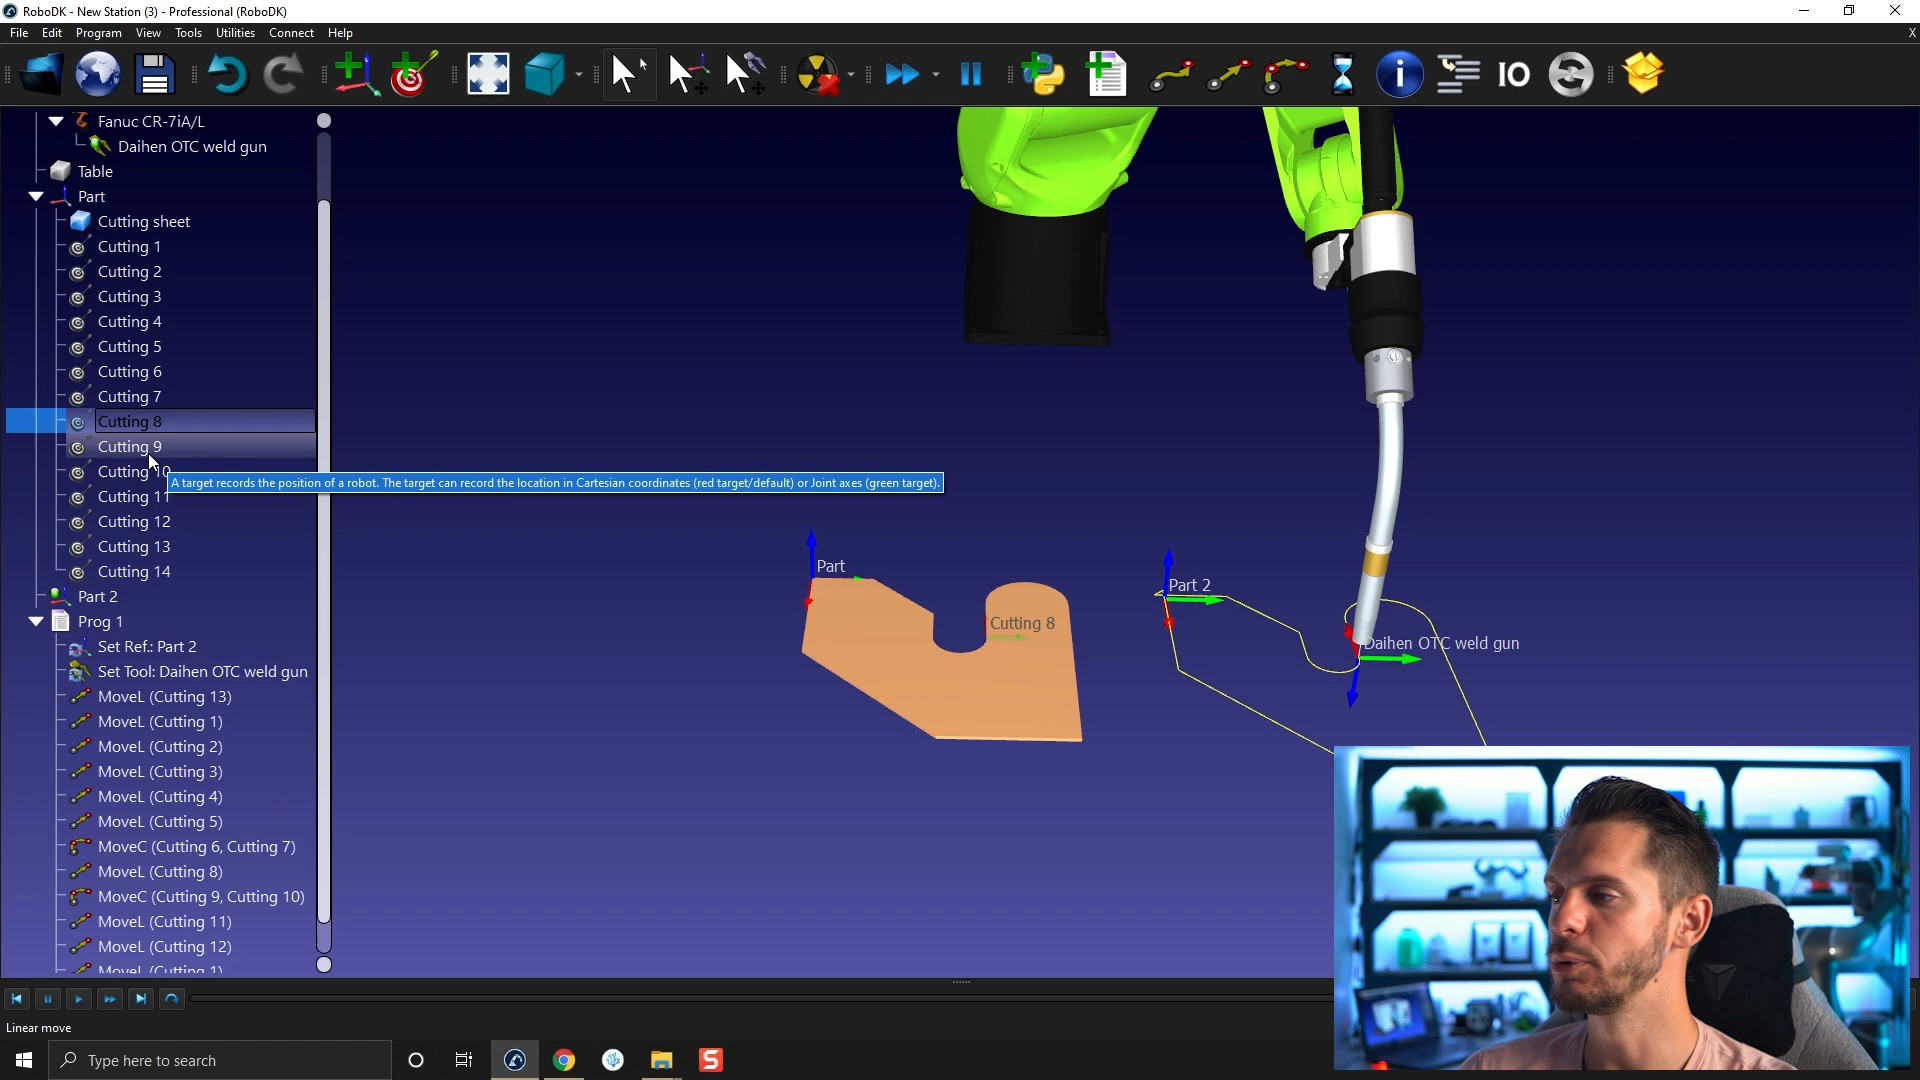 RoboDK - New Station (3) - Professional (RoboDK)
File Edit Program View Tools Utilities Connect Help X
IO
Fanuc CR-7iA/L
Daihen OTC weld gun
Table
Part
Cutting sheet
Cutting 1
Cutting 2
Cutting 3
Cutting 4
Cutting 5
Cutting 6
Cutting 7
Cutting 8
Cutting 9
Cutting 10
A target records the position of a robot. The target can record the location in Cartesian coordinates (red target/default) or Joint axes (green target).
Cutting 11
Cutting 12
Cutting 13
Cutting 14
Part 2
Prog 1
Set Ref.: Part 2
Set Tool: Daihen OTC weld gun
MoveL (Cutting 13)
MoveL (Cutting 1)
MoveL (Cutting 2)
MoveL (Cutting 3)
MoveL (Cutting 4)
MoveL (Cutting 5)
MoveC (Cutting 6, Cutting 7)
MoveL (Cutting 8)
MoveC (Cutting 9, Cutting 10)
MoveL (Cutting 11)
MoveL (Cutting 12)
MoveL (Cutting 1)
Part
Cutting 8
Part 2
Daihen OTC weld gun
Linear move
Type here to search